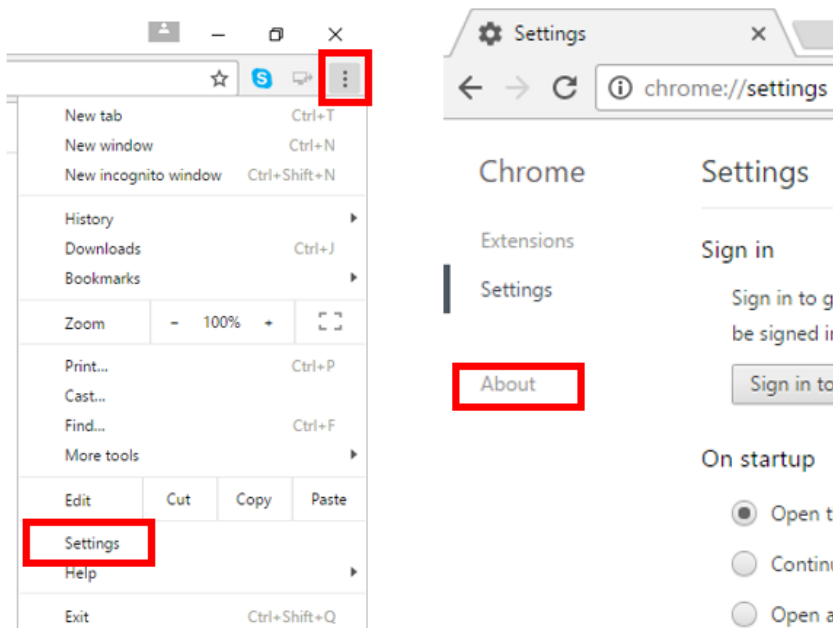 New tab Ctrl+T
New window Ctrl+N
New incognito window Ctrl+Shift+N
History
Downloads Ctrl+J
Bookmarks
Zoom - 100% +
Print... Ctrl+P
Cast...
Find... Ctrl+F
More tools
Edit Cut Copy Paste
Settings
Help
Exit Ctrl+Shift+Q
Settings
chrome://settings
Chrome
Extensions
Settings
About
Settings
Sign in
Sign in to g
be signed i
Sign in to
On startup
Open t
Contin
Open a